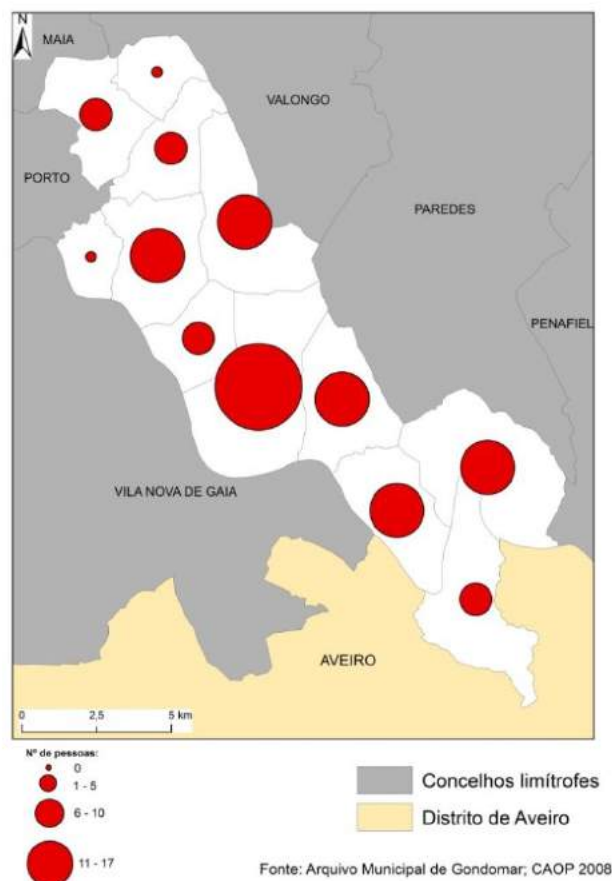 N
MAIA
VALONGO
PORTO
PAREDES
PENAFIEL
VILA NOVA DE GAIA
AVEIRO
0 2,5 5 km
Nº de pessoas:
0
1 - 5
6 - 10
11 - 17
Concelhos limítrofes
Distrito de Aveiro
Fonte: Arquivo Municipal de Gondomar; CAOP 2008